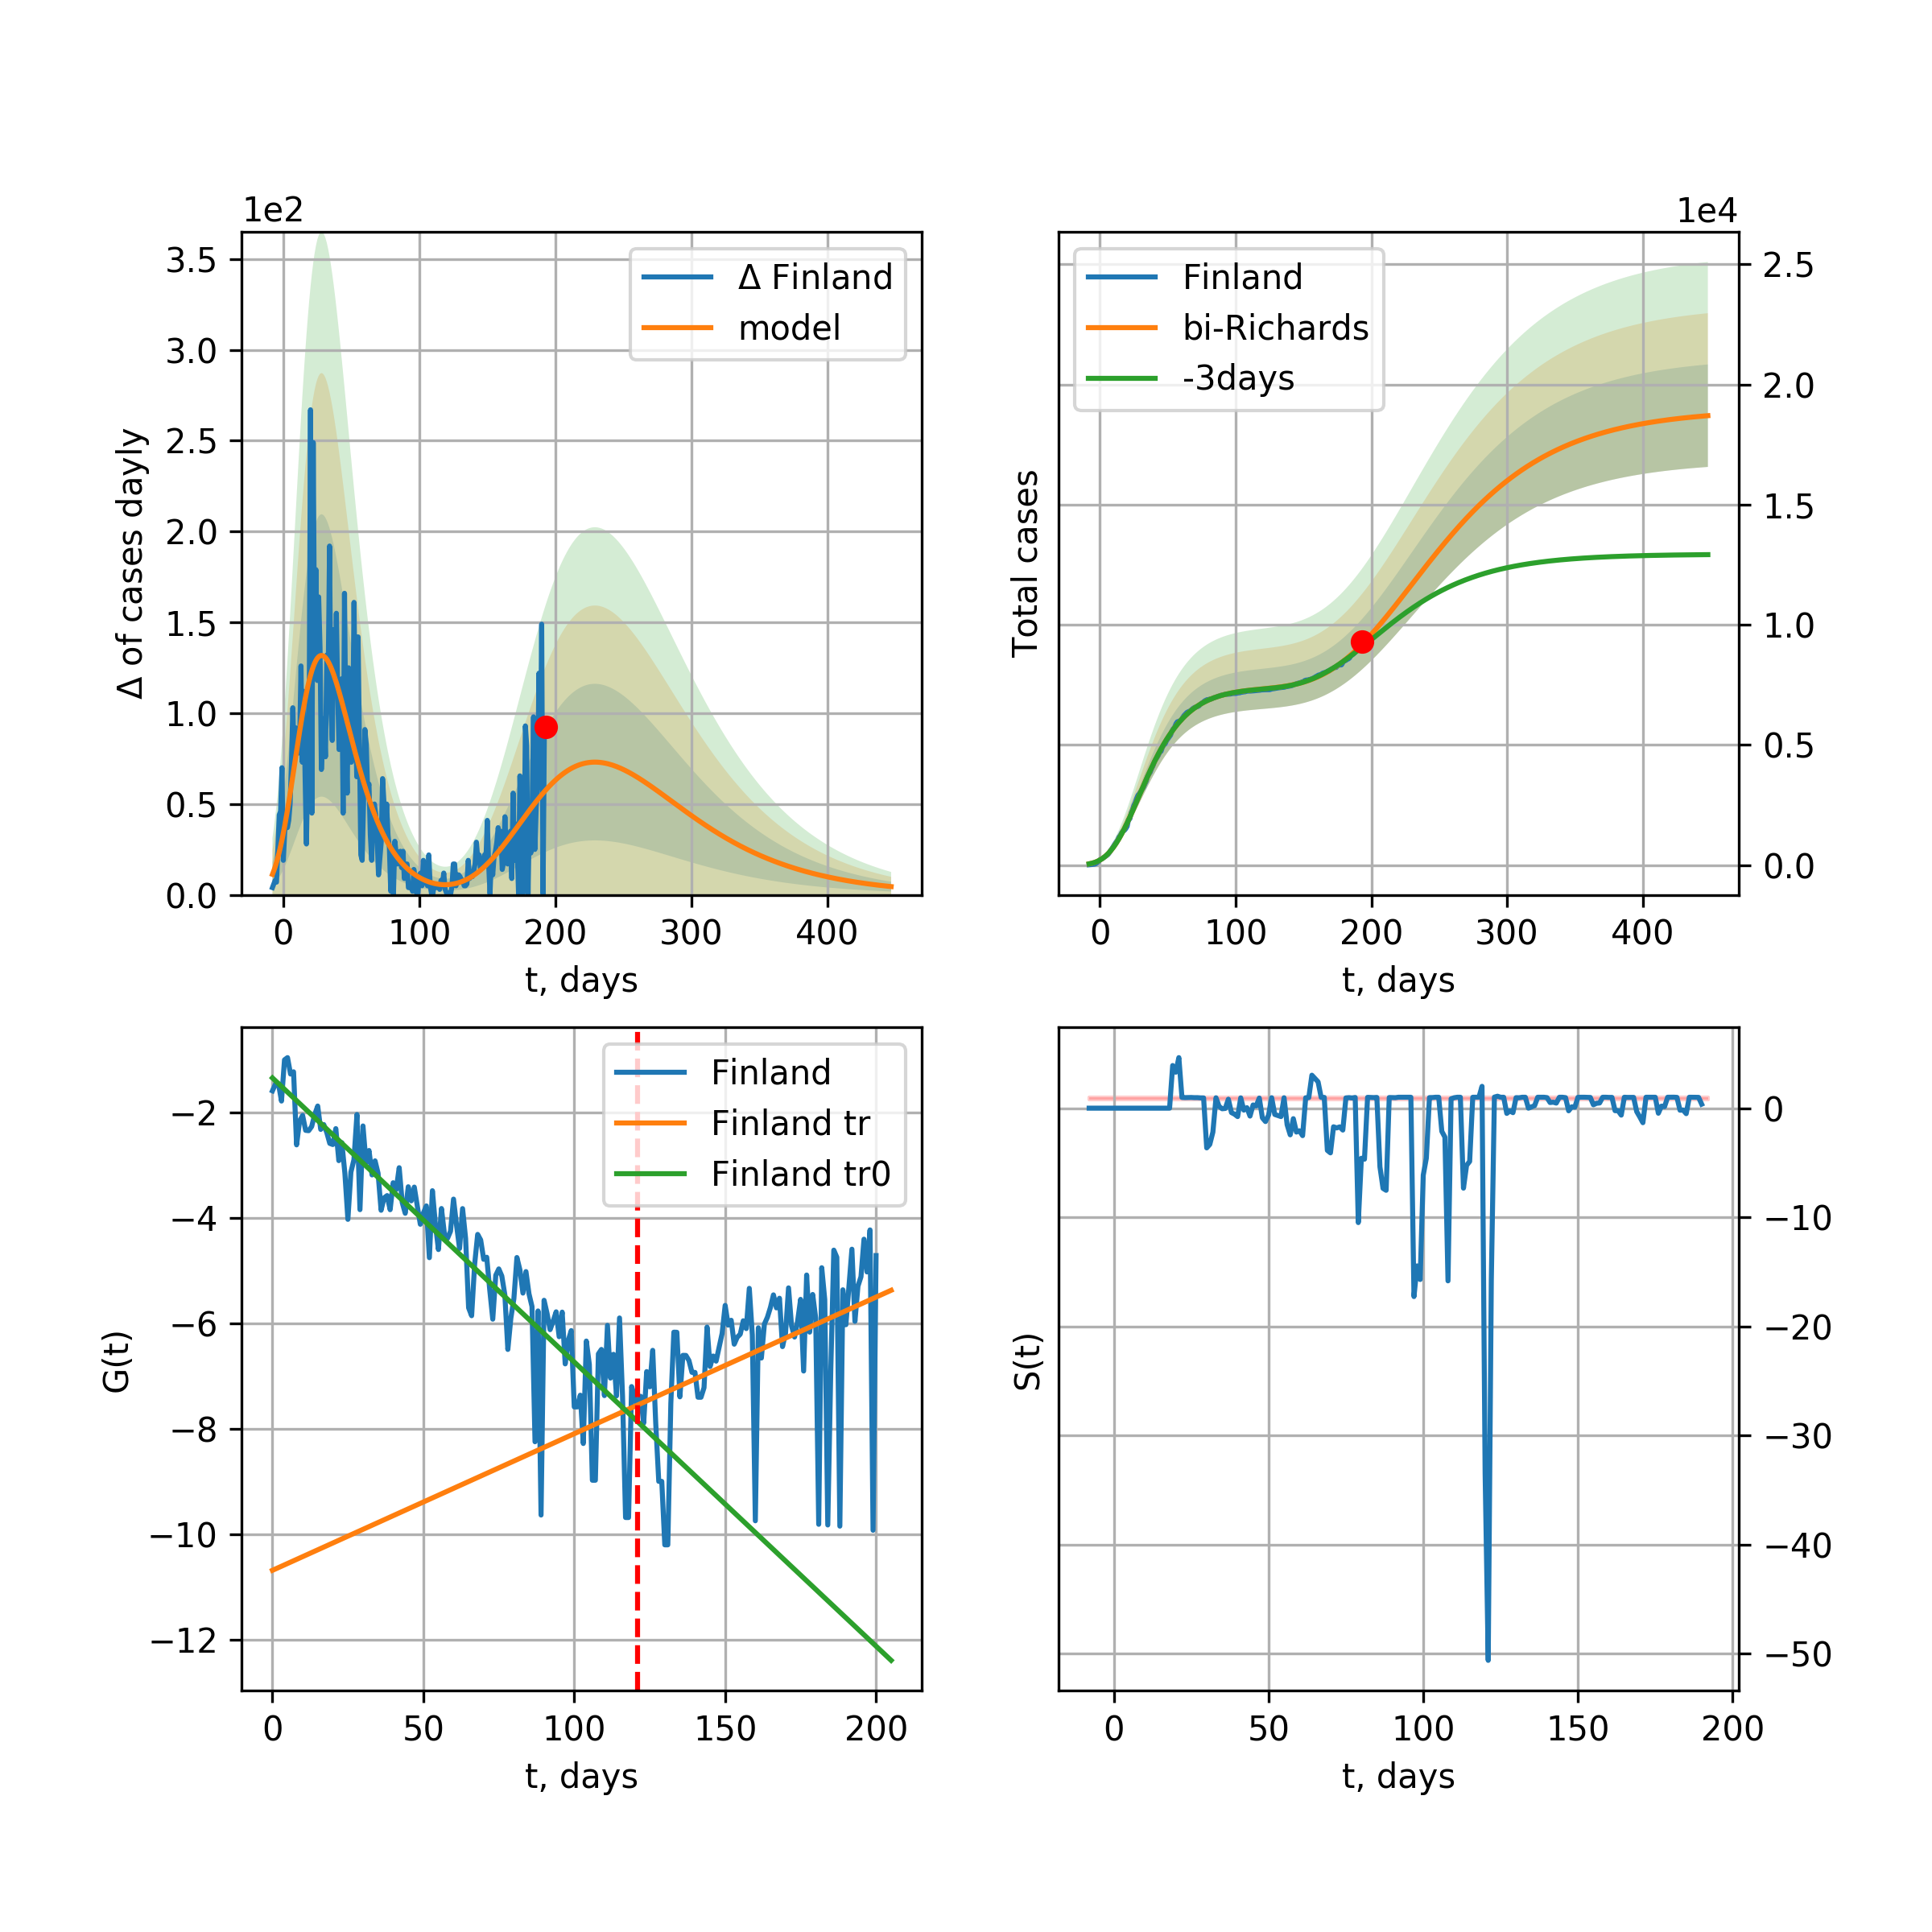 1e2
3.5
3.0
2.5
2.0
1.5
1.0
0.5
0.0
Δ of cases dayly
Δ Finland
model
0 100 200 300 400
t, days
1e4
Finland
bi-Richards
-3days
2.5
2.0
1.5
1.0
0.5
0.0
Total cases
0 100 200 300 400
t, days
−2
−4
−6
−8
−10
−12
G(t)
Finland
Finland tr
Finland tr0
0 50 100 150 200
t, days
S(t)
0
−10
−20
−30
−40
−50
0 50 100 150 200
t, days